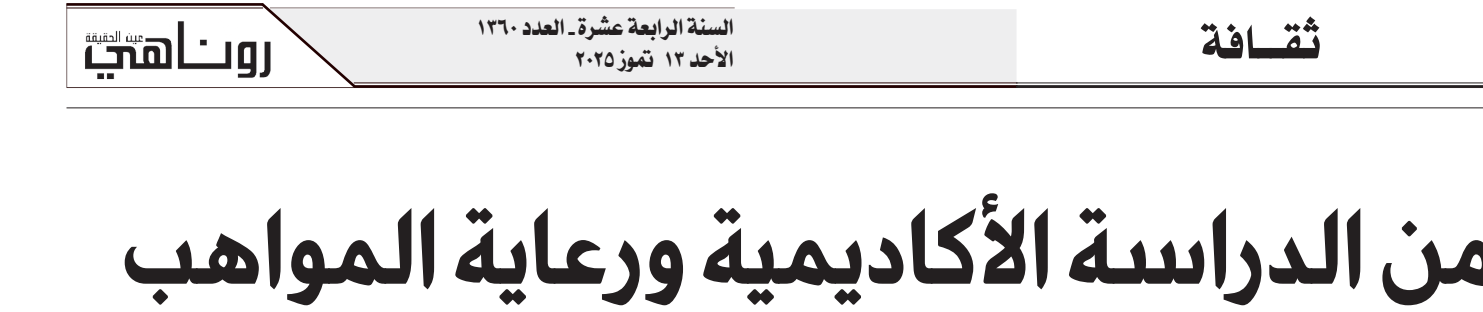 ثقــافة
السنة الرابعة عشرة ـ العدد ١٣٦٠
الأحد ١٣ تموز ٢٠٢٥
عين الحقيقة
روناهي
من الدراسة الأكاديمية ورعاية المواهب